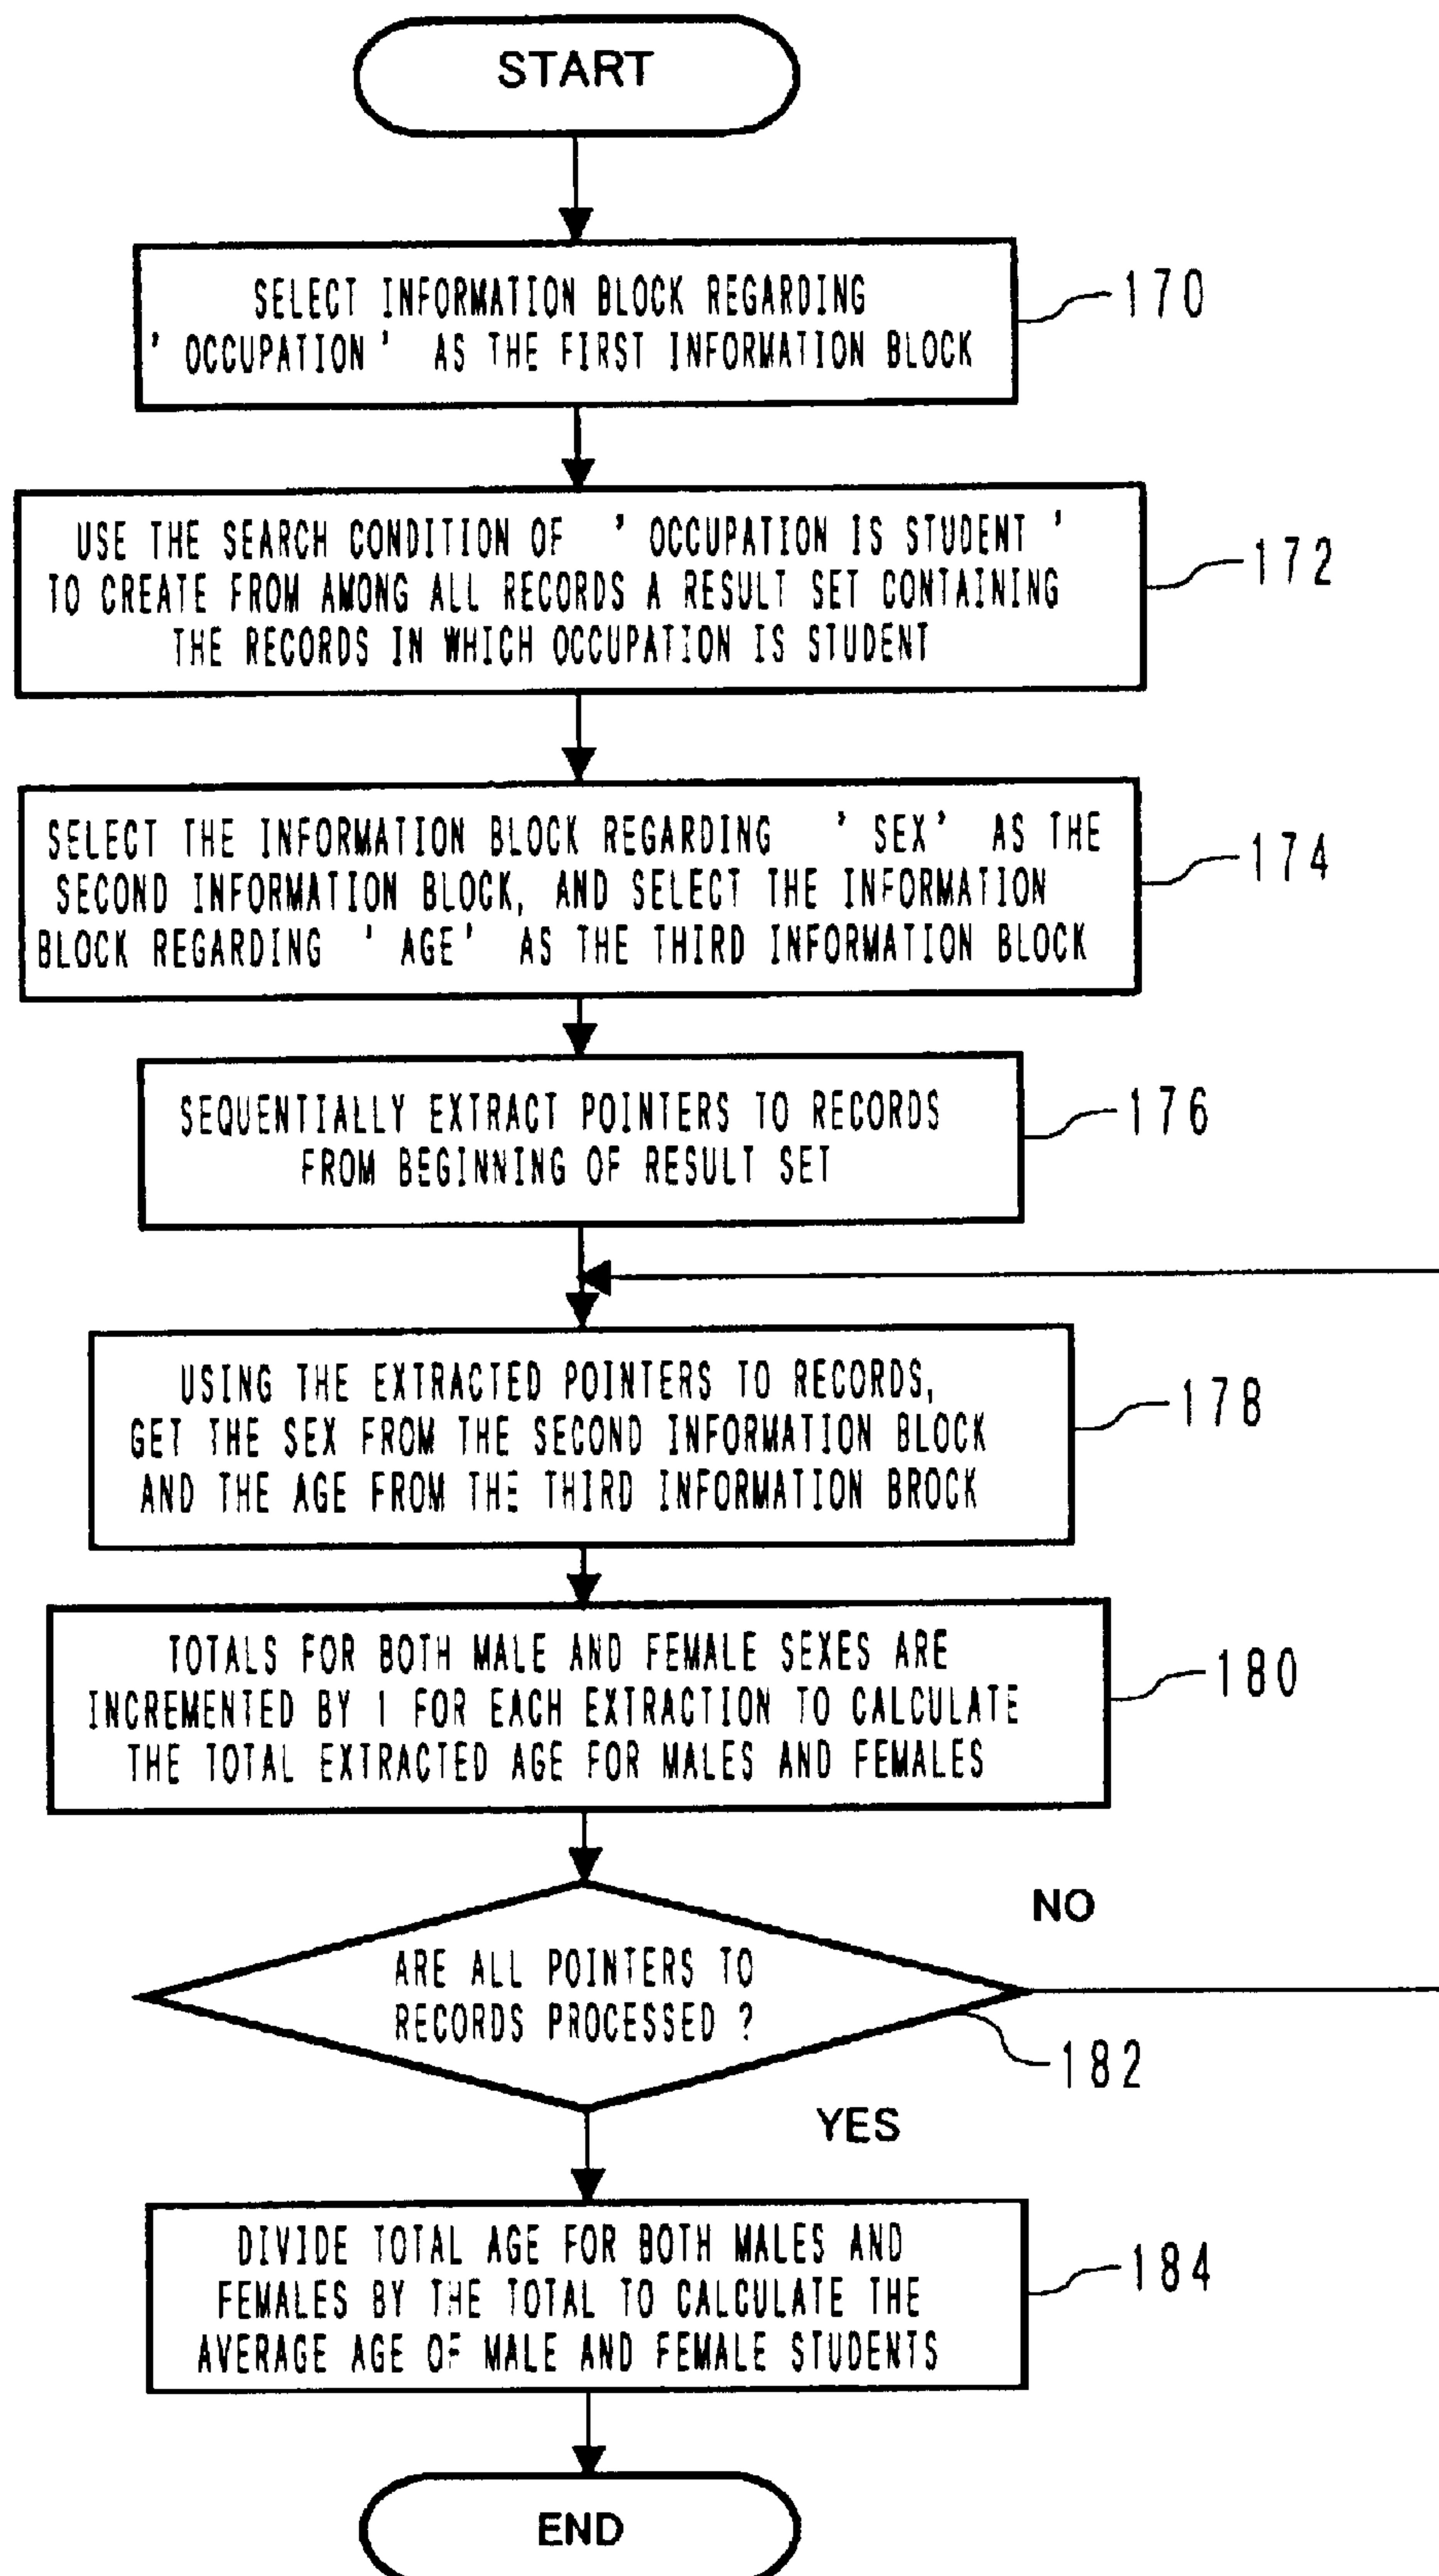 START
SELECT INFORMATION BLOCK REGARDING
' OCCUPATION ' AS THE FIRST INFORMATION BLOCK
170
USE THE SEARCH CONDITION OF ' OCCUPATION IS STUDENT '
TO CREATE FROM AMONG ALL RECORDS A RESULT SET CONTAINING
THE RECORDS IN WHICH OCCUPATION IS STUDENT
172
SELECT THE INFORMATION BLOCK REGARDING ' SEX' AS THE
SECOND INFORMATION BLOCK, AND SELECT THE INFORMATION
BLOCK REGARDING ' AGE' AS THE THIRD INFORMATION BLOCK
174
SEQUENTIALLY EXTRACT POINTERS TO RECORDS
FROM BEGINNING OF RESULT SET
176
USING THE EXTRACTED POINTERS TO RECORDS,
GET THE SEX FROM THE SECOND INFORMATION BLOCK
AND THE AGE FROM THE THIRD INFORMATION BROCK
178
TOTALS FOR BOTH MALE AND FEMALE SEXES ARE
INCREMENTED BY 1 FOR EACH EXTRACTION TO CALCULATE
THE TOTAL EXTRACTED AGE FOR MALES AND FEMALES
180
NO
ARE ALL POINTERS TO
RECORDS PROCESSED ?
182
YES
DIVIDE TOTAL AGE FOR BOTH MALES AND
FEMALES BY THE TOTAL TO CALCULATE THE
AVERAGE AGE OF MALE AND FEMALE STUDENTS
184
END